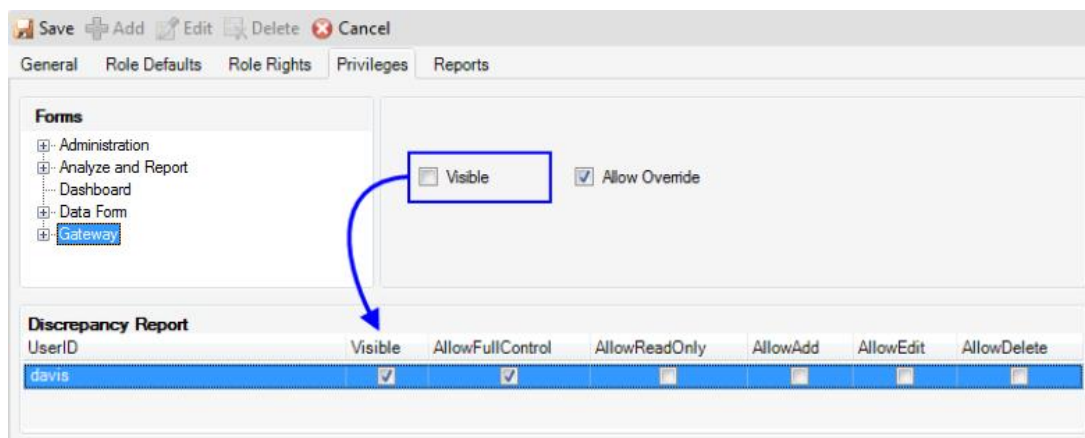 Save Add Edit Delete Cancel
General Role Defaults Role Rights Privileges Reports
Forms
Administration
Analyze and Report
Dashboard
Data Form
Gateway
Visible Allow Override
Discrepancy Report
UserID Visible AllowFullControl AllowReadOnly AllowAdd AllowEdit AllowDelete
davis